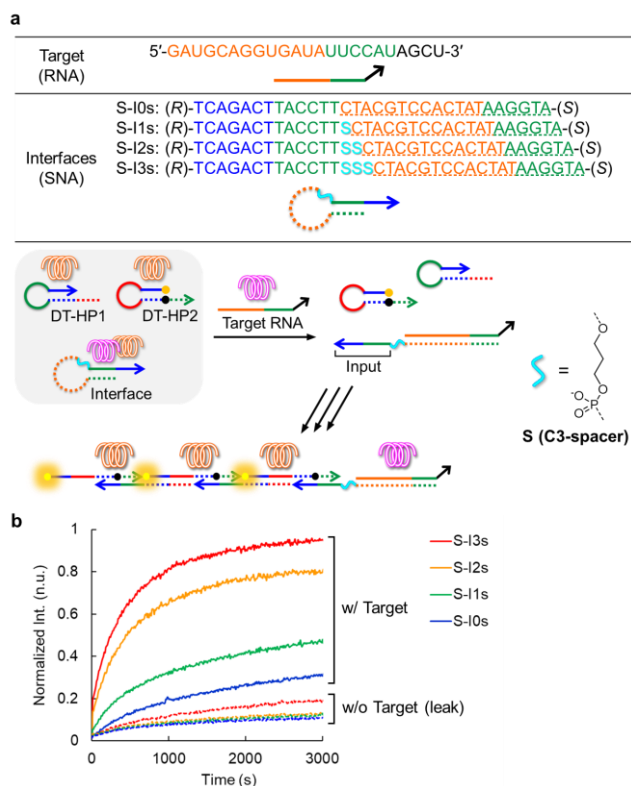 a
Target
(RNA)
5′-GAUGCAGGUGAUAUUCCAUAGCU-3′
Interfaces
(SNA)
S-I0s: (R)-TCAGACTTACCTTCTACGTCCACTATAAGGTA-(S)
S-I1s: (R)-TCAGACTTACCTTSCTACGTCCACTATAAGGTA-(S)
S-I2s: (R)-TCAGACTTACCTTSSCTACGTCCACTATAAGGTA-(S)
S-I3s: (R)-TCAGACTTACCTTSSSCTACGTCCACTATAAGGTA-(S)
DT-HP1
DT-HP2
Interface
Target RNA
Input
=
O
O
P
O
-O
S (C3-spacer)
b
Normalized Int. (n.u.)
1
0.8
0.6
0.4
0.2
0
0
1000
2000
3000
Time (s)
w/ Target
w/o Target (leak)
S-I3s
S-I2s
S-I1s
S-I0s